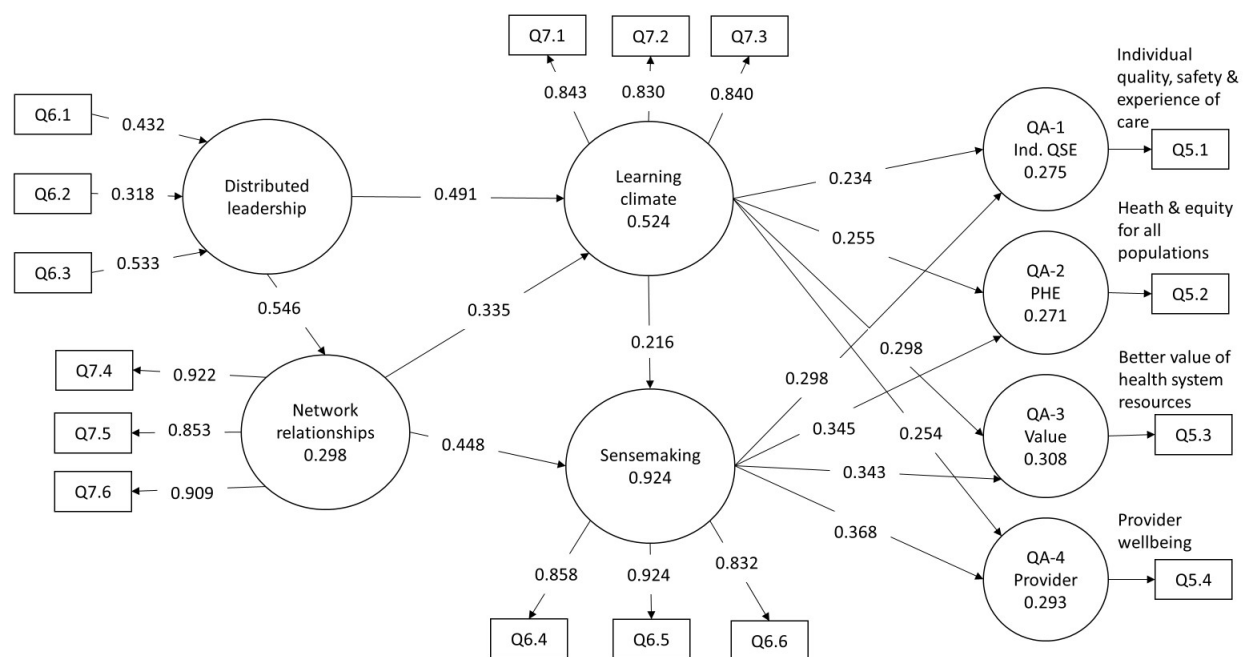 Q7.1
Q7.2
Q7.3
0.843
0.830
0.840
Q6.1
0.432
Q6.2
0.318
Q6.3
0.533
Distributed
leadership
0.491
Learning
climate
0.524
0.546
0.335
0.216
Q7.4
0.922
Q7.5
0.853
Q7.6
0.909
Network
relationships
0.298
0.448
Sensemaking
0.924
0.858
0.924
0.832
Q6.4
Q6.5
Q6.6
0.234
0.255
0.298
0.298
0.345
0.254
0.343
0.368
Individual
quality, safety &
experience of
care
QA-1
Ind. QSE
0.275
Q5.1
Heath & equity
for all
populations
QA-2
PHE
0.271
Q5.2
Better value of
health system
resources
QA-3
Value
0.308
Q5.3
Provider
wellbeing
QA-4
Provider
0.293
Q5.4